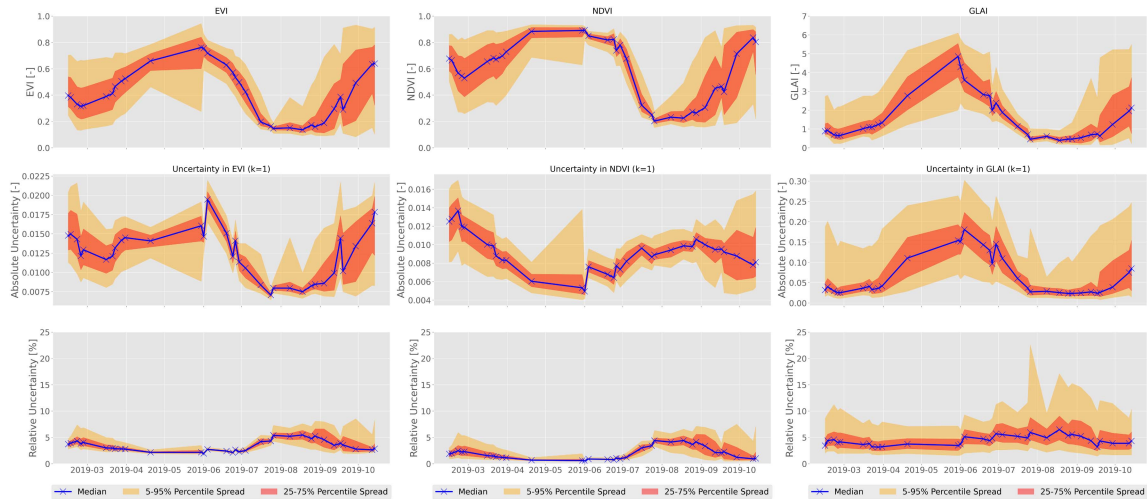 EVI
NDVI
GLAI
EVI [-]
1.0
0.8
0.6
0.4
0.2
0.0
NDVI [-]
1.0
0.8
0.6
0.4
0.2
0.0
GLAI [-]
7
6
5
4
3
2
1
0
Uncertainty in EVI (k=1)
Uncertainty in NDVI (k=1)
Uncertainty in GLAI (k=1)
Absolute Uncertainty [-]
0.0225
0.0200
0.0175
0.0150
0.0125
0.0100
0.0075
Absolute Uncertainty [-]
0.016
0.014
0.012
0.010
0.008
0.006
0.004
Absolute Uncertainty [-]
0.30
0.25
0.20
0.15
0.10
0.05
0.00
Relative Uncertainty [%]
25
20
15
10
5
0
Relative Uncertainty [%]
25
20
15
10
5
0
Relative Uncertainty [%]
25
20
15
10
5
0
2019-03 2019-04 2019-05 2019-06 2019-07 2019-08 2019-09 2019-10
2019-03 2019-04 2019-05 2019-06 2019-07 2019-08 2019-09 2019-10
2019-03 2019-04 2019-05 2019-06 2019-07 2019-08 2019-09 2019-10
Median 5-95% Percentile Spread 25-75% Percentile Spread
Median 5-95% Percentile Spread 25-75% Percentile Spread
Median 5-95% Percentile Spread 25-75% Percentile Spread